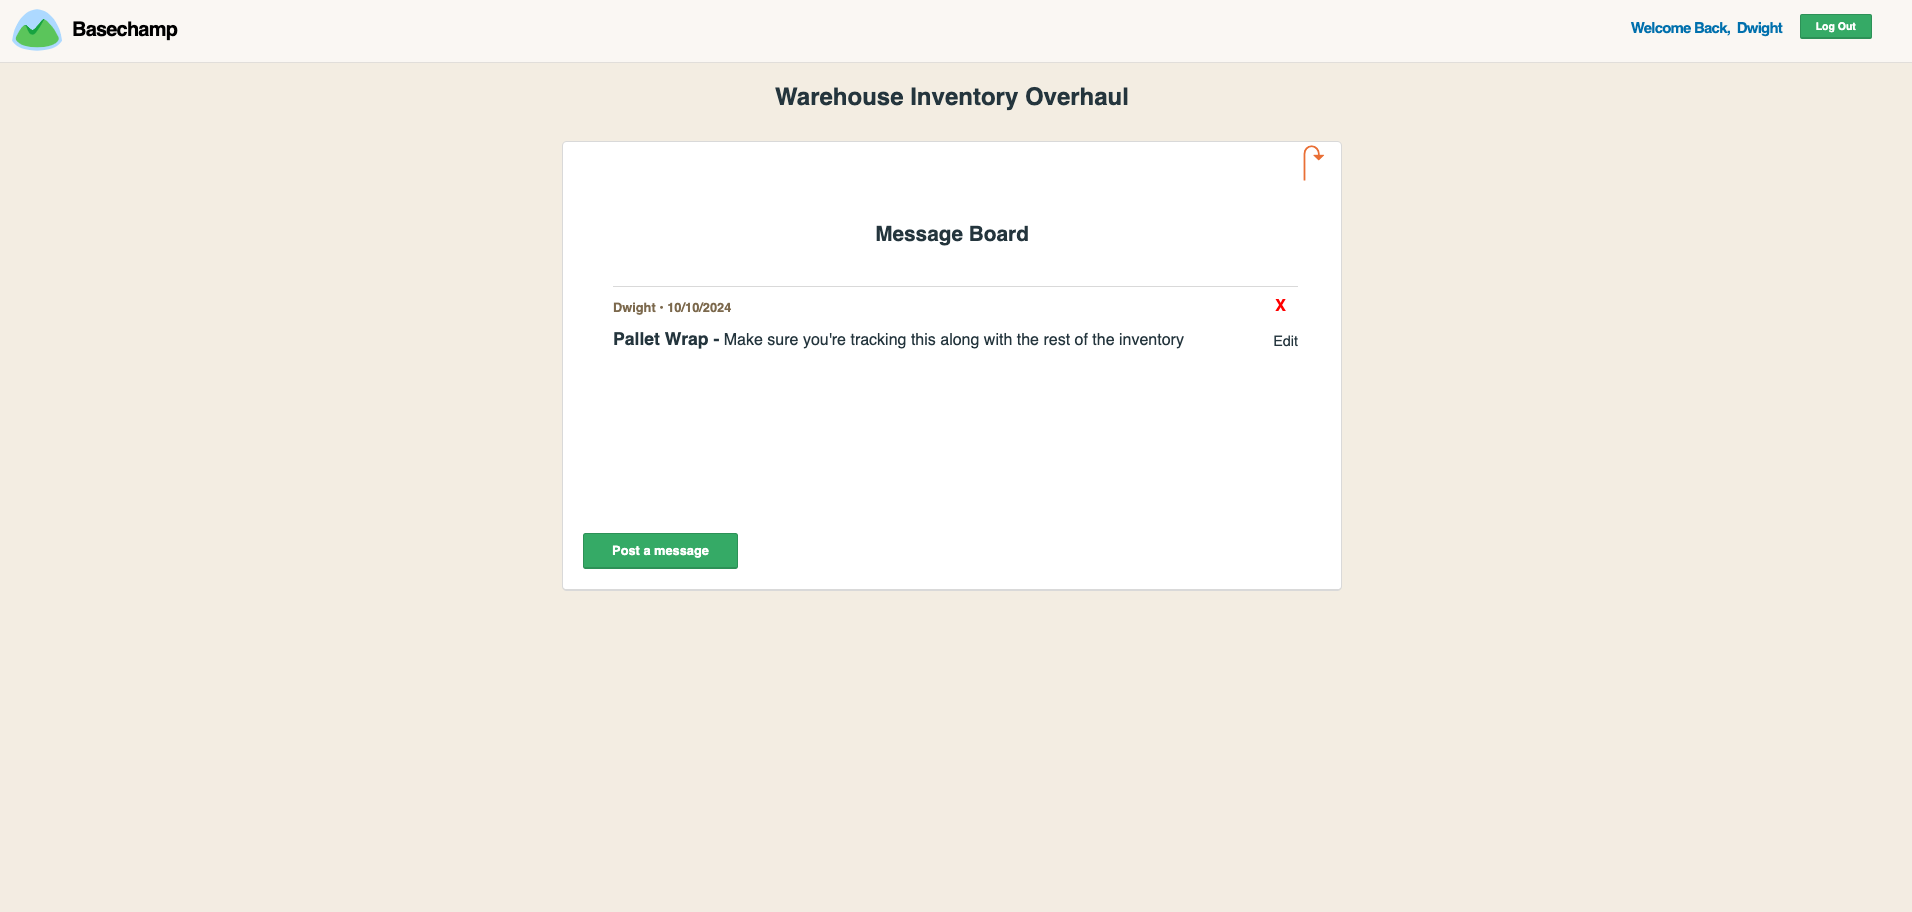 Basechamp
Welcome Back, Dwight
Log Out
Warehouse Inventory Overhaul
Message Board
Dwight • 10/10/2024
X
Pallet Wrap - Make sure you're tracking this along with the rest of the inventory
Edit
Post a message